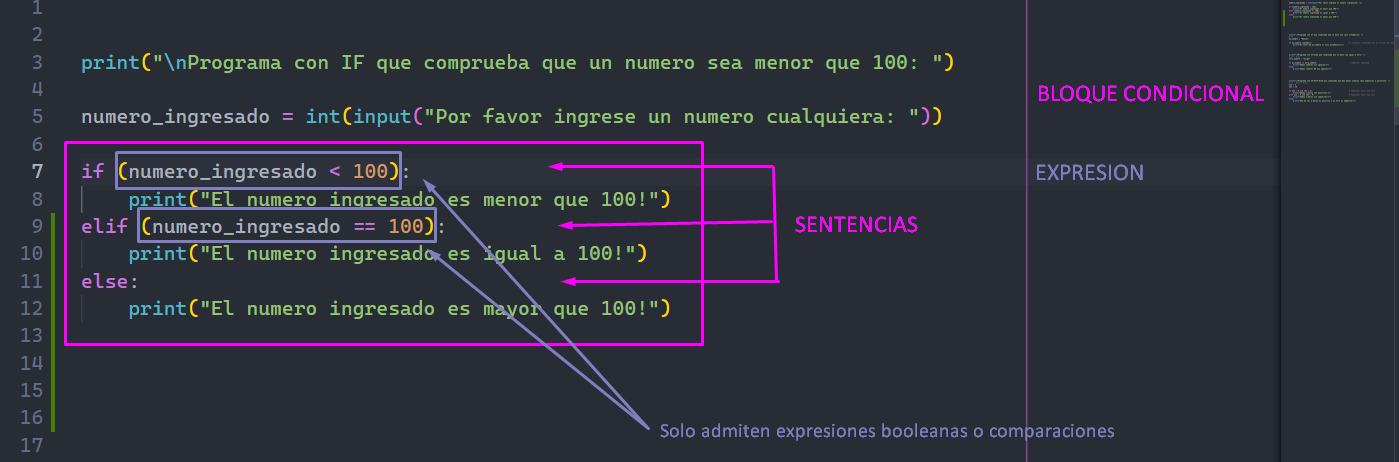 1
2
3 print("\nPrograma con IF que comprueba que un numero sea menor que 100: ")
4
BLOQUE CONDICIONAL
5 numero_ingresado = int(input("Por favor ingrese un numero cualquiera: "))
6
7 if (numero_ingresado < 100):
EXPRESION
8 print("El numero ingresado es menor que 100!")
9 elif (numero_ingresado == 100):
SENTENCIAS
10 print("El numero ingresado es igual a 100!")
11 else:
12 print("El numero ingresado es mayor que 100!")
13
14
15
16
Solo admiten expresiones booleanas o comparaciones
17